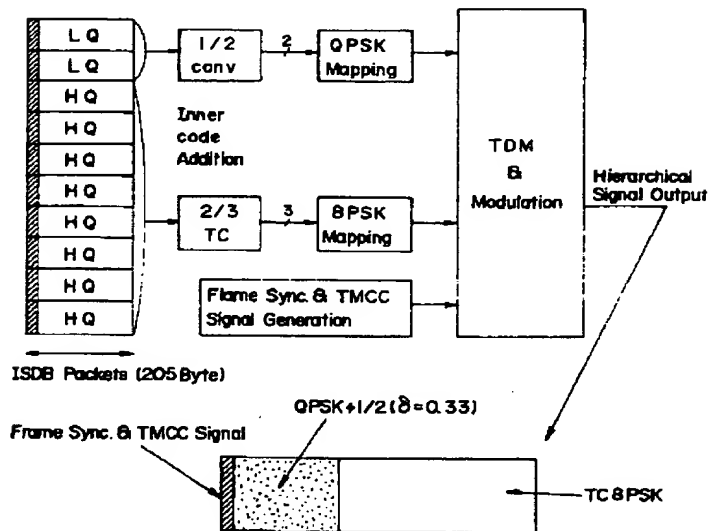 LQ
LQ
HQ
HQ
HQ
HQ
HQ
HQ
HQ
HQ
1/2
conv
2
QPSK
Mapping
Inner
code
Addition
2/3
TC
3
8PSK
Mapping
Flame Sync. & TMCC
Signal Generation
TDM
&
Modulation
Hierarchical
Signal Output
ISDB Packets (205 Byte)
QPSK+1/2(δ=0.33)
Frame Sync. & TMCC Signal
TC8PSK